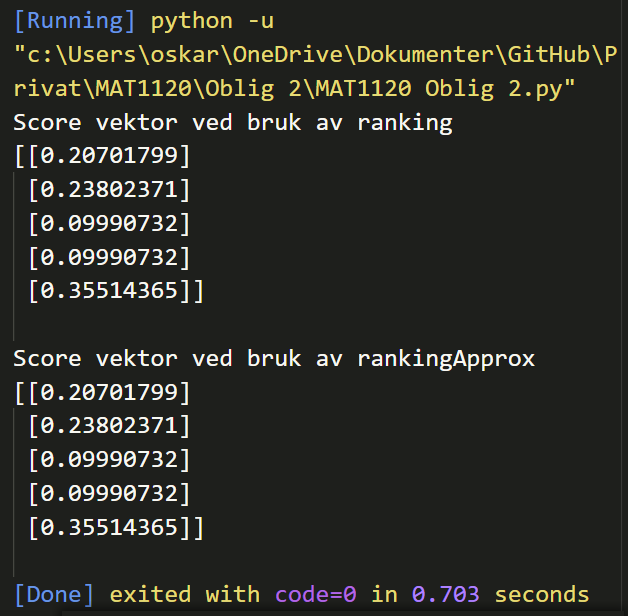 [Running] python -u
"c:\Users\oskar\OneDrive\Dokumenter\GitHub\P
rivat\MAT1120\Oblig 2\MAT1120 Oblig 2.py"
Score vektor ved bruk av ranking
[[0.20701799]
 [0.23802371]
 [0.09990732]
 [0.09990732]
 [0.35514365]]

Score vektor ved bruk av rankingApprox
[[0.20701799]
 [0.23802371]
 [0.09990732]
 [0.09990732]
 [0.35514365]]

[Done] exited with code=0 in 0.703 seconds